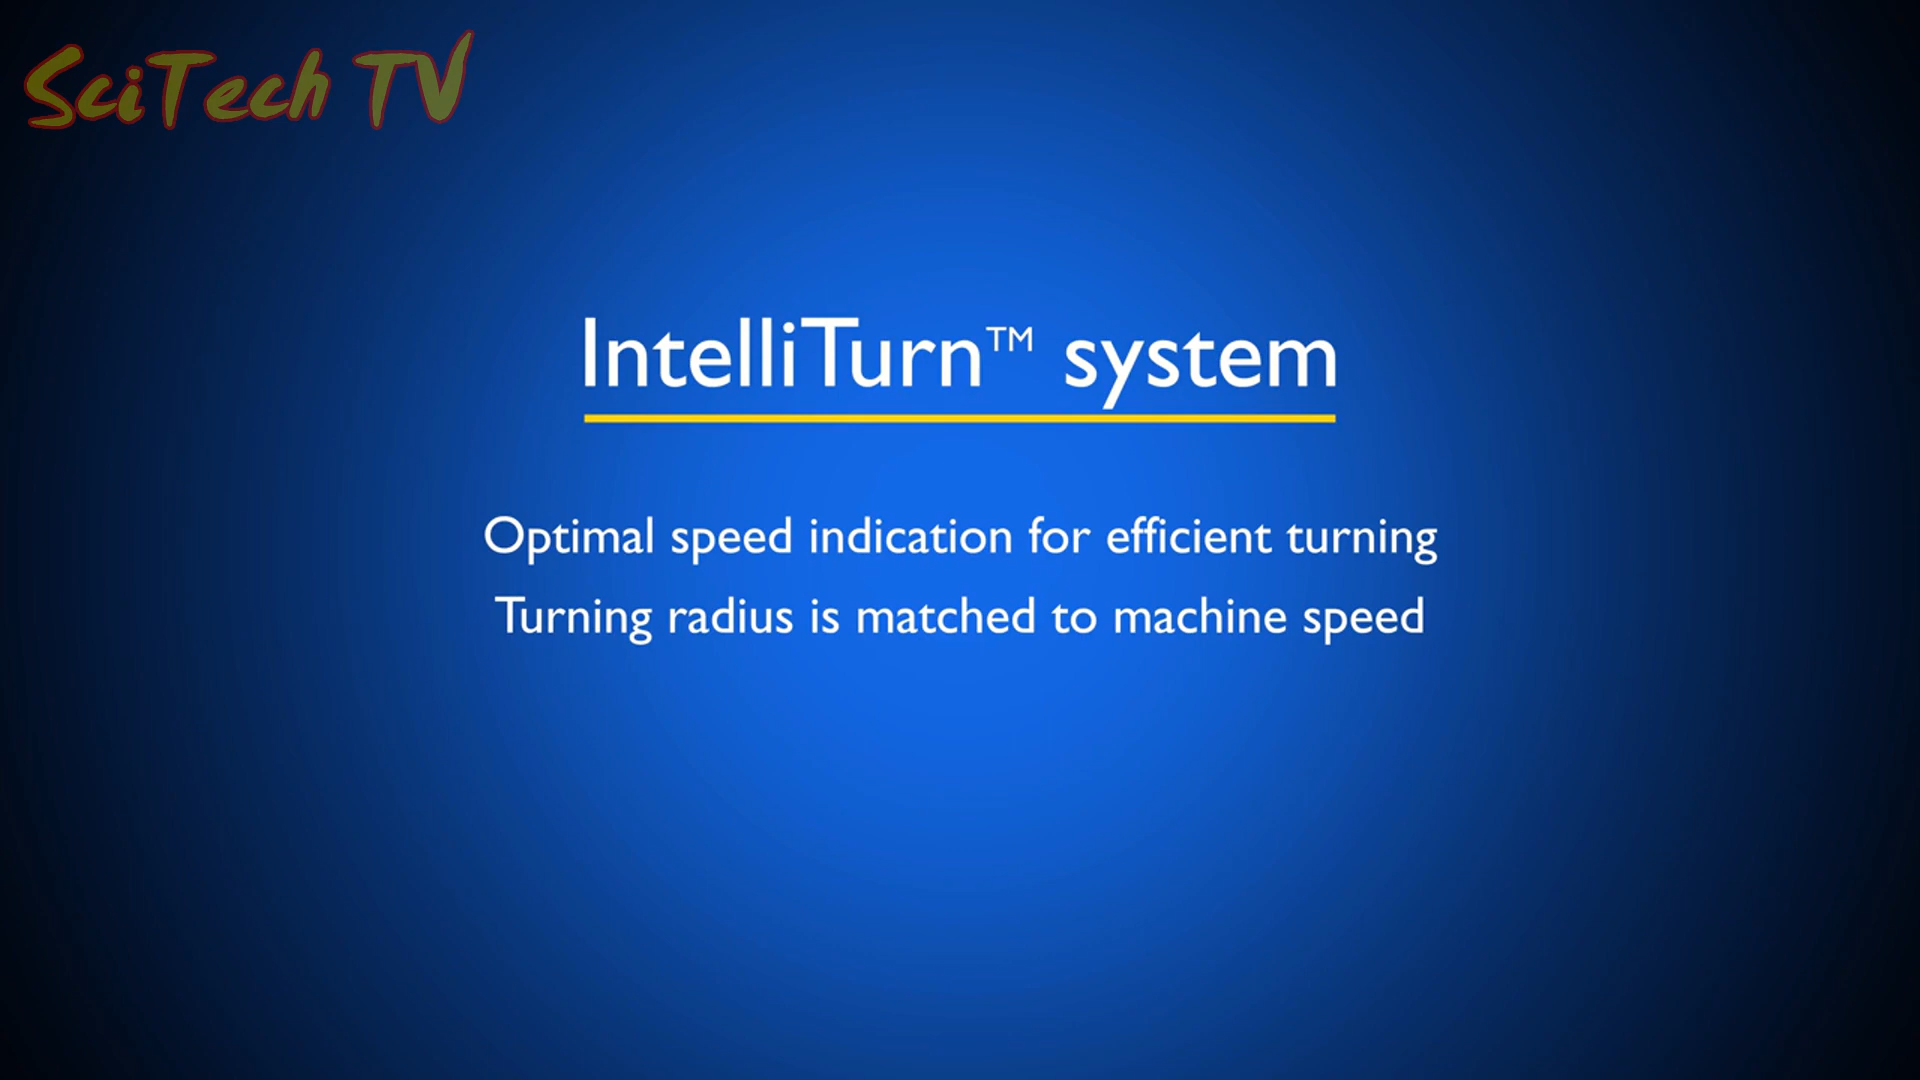 SciTech TV
IntelliTurn™ system
Optimal speed indication for efficient turning
Turning radius is matched to machine speed